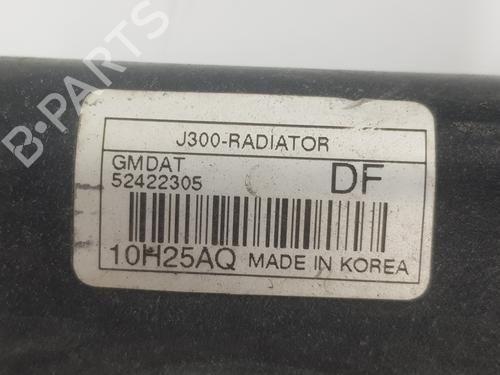 J300-RADIATOR
GMDAT
52422305
DF
10H25AQ MADE IN KOREA
B-PARTS